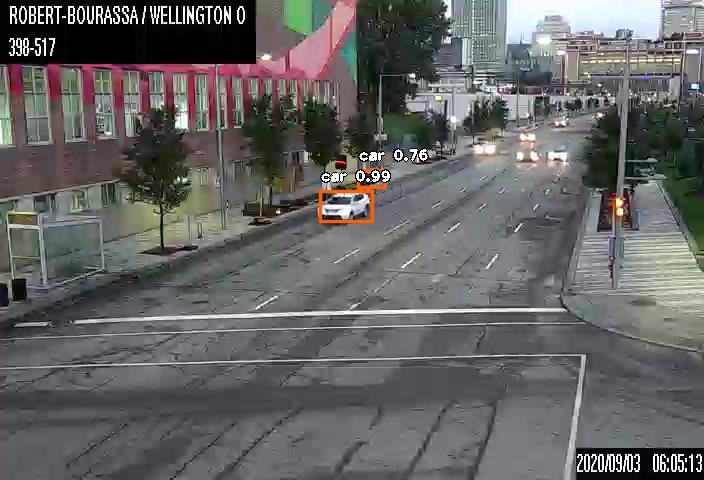 ROBERT-BOURASSA / WELLINGTON O
398-517
car 0.76
car 0.99
2020/09/03 06:05:13